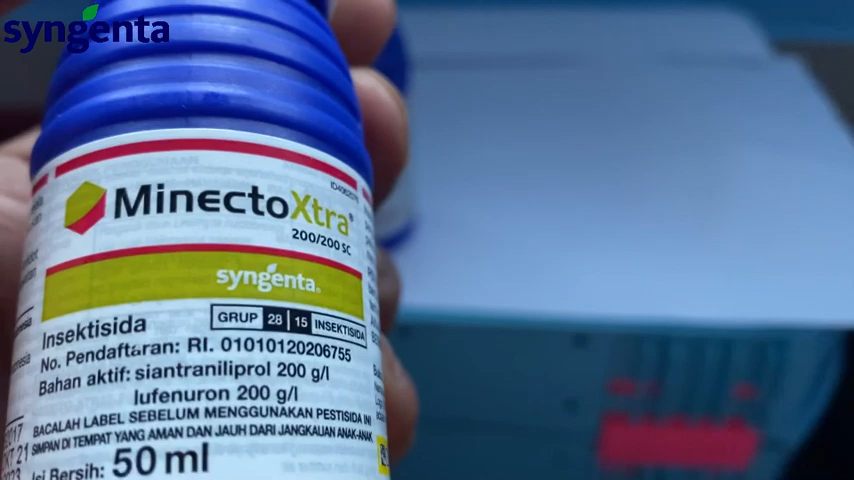 syngenta
ID4062078
MinectoXtra®
200/200 SC
syngenta®
GRUP 28 15 INSEKTISIDA
Insektisida
No. Pendaftaran: RI. 01010120206755
Bahan aktif: siantraniliprol 200 g/l
lufenuron 200 g/l
BACALAH LABEL SEBELUM MENGGUNAKAN PESTISIDA INI
SIMPAN DI TEMPAT YANG AMAN DAN JAUH DARI JANGKAUAN ANAK-ANAK
Isi Bersih: 50 ml